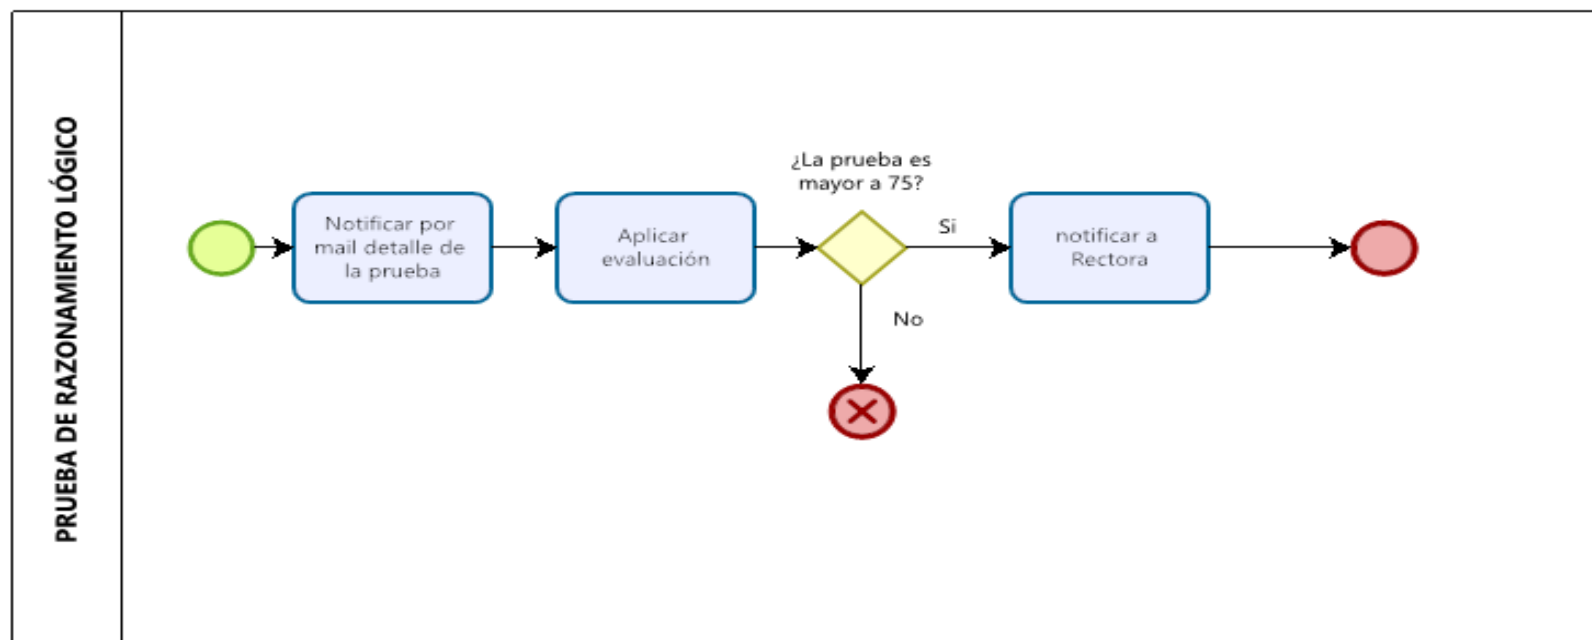 PRUEBA DE RAZONAMIENTO LÓGICO
Notificar por
mail detalle de
la prueba
Aplicar
evaluación
¿La prueba es
mayor a 75?
Si
No
notificar a
Rectora